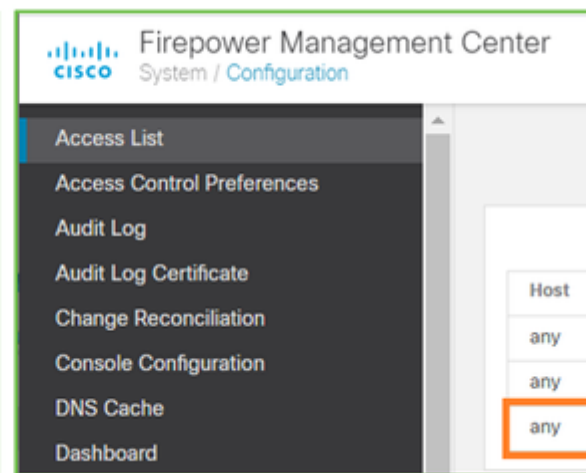 Firepower Management Center
CISCO
System / Configuration
Access List
Access Control Preferences
Audit Log
Audit Log Certificate
Change Reconciliation
Console Configuration
DNS Cache
Dashboard
Host
any
any
any